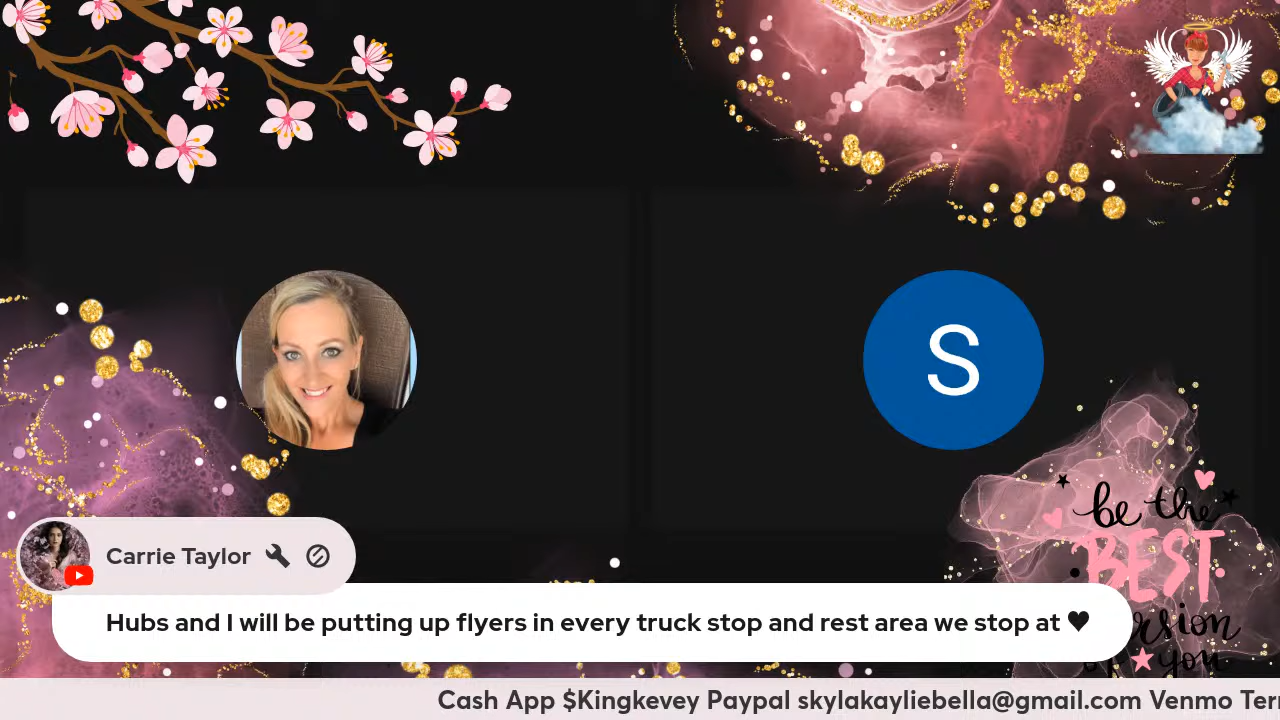 S
be the
BEST
of you
Carrie Taylor
Hubs and I will be putting up flyers in every truck stop and rest area we stop at ♥
Cash App $Kingkevey Paypal skylakayliebella@gmail.com Venmo